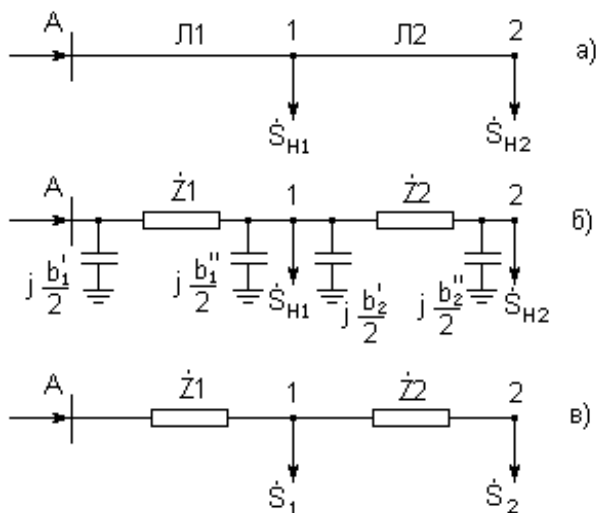 A Л1 1 Л2 2 а)
Ṡн1 Ṡн2
A Ż1 1 Ż2 2 б)
j b'1/2 j b''1/2 Ṡн1 j b'2/2 j b''2/2 Ṡн2
A Ż1 1 Ż2 2 в)
Ṡ1 Ṡ2